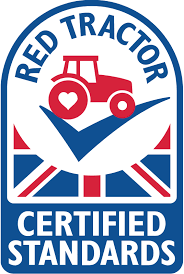 RED TRACTOR
CERTIFIED
STANDARDS